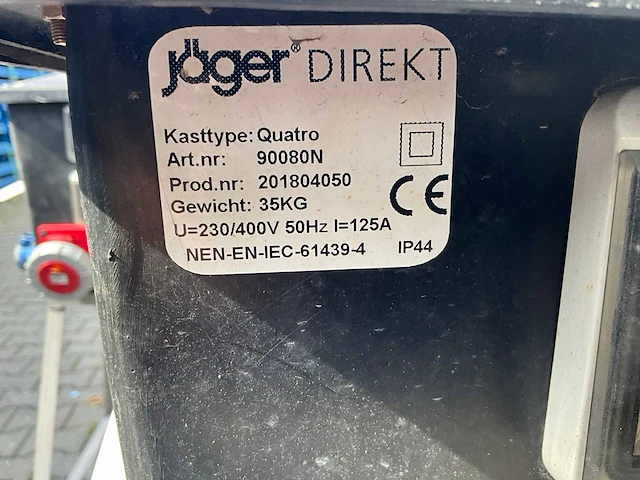 jäger® DIREKT
Kasttype: Quatro
Art.nr: 90080N
Prod.nr: 201804050
Gewicht: 35KG
CE
U=230/400V 50Hz I=125A
NEN-EN-IEC-61439-4 IP44